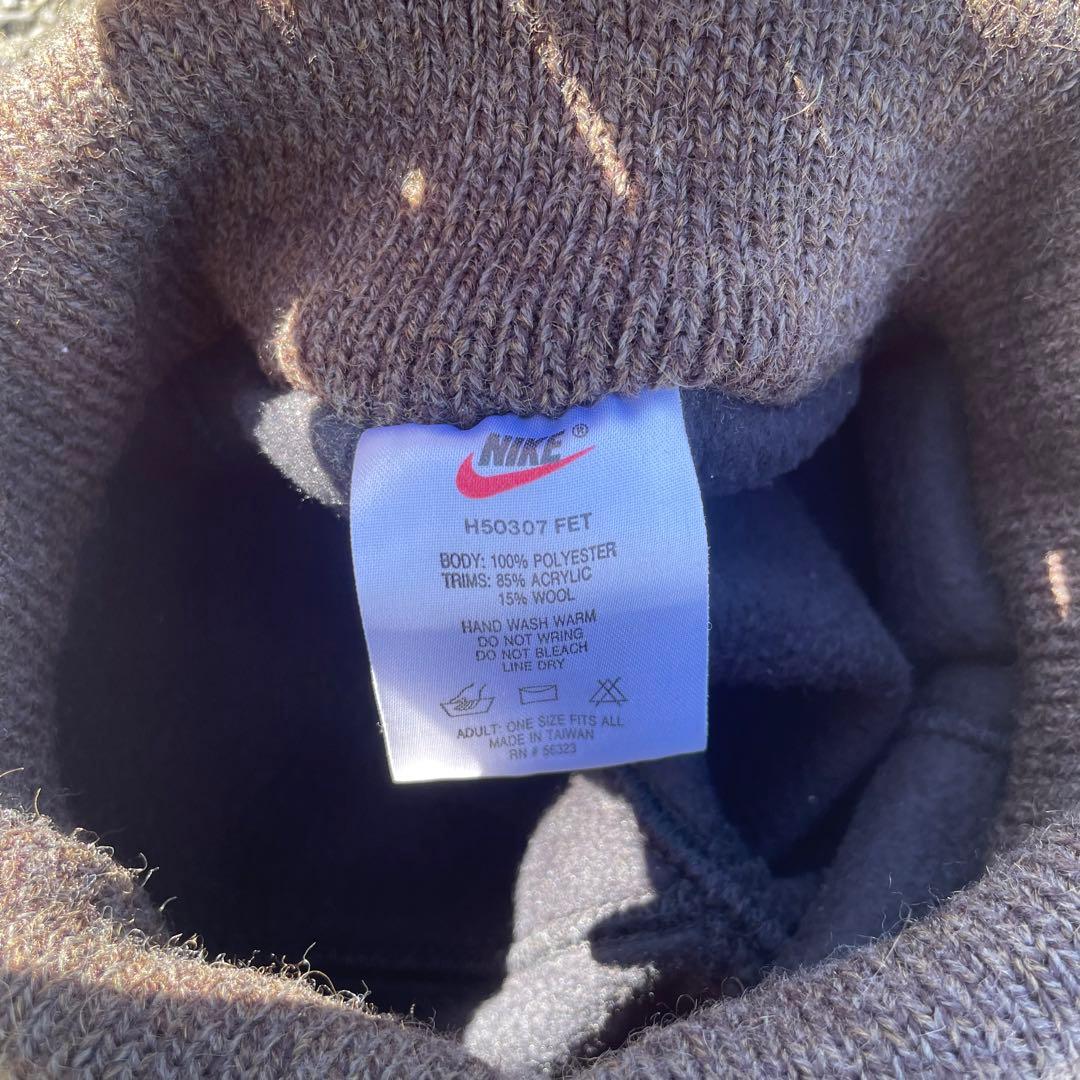 NIKE®
H50307 FET
BODY: 100% POLYESTER
TRIMS: 85% ACRYLIC
15% WOOL
HAND WASH WARM
DO NOT WRING
DO NOT BLEACH
LINE DRY
ADULT: ONE SIZE FITS ALL
MADE IN TAIWAN
RN # 56323